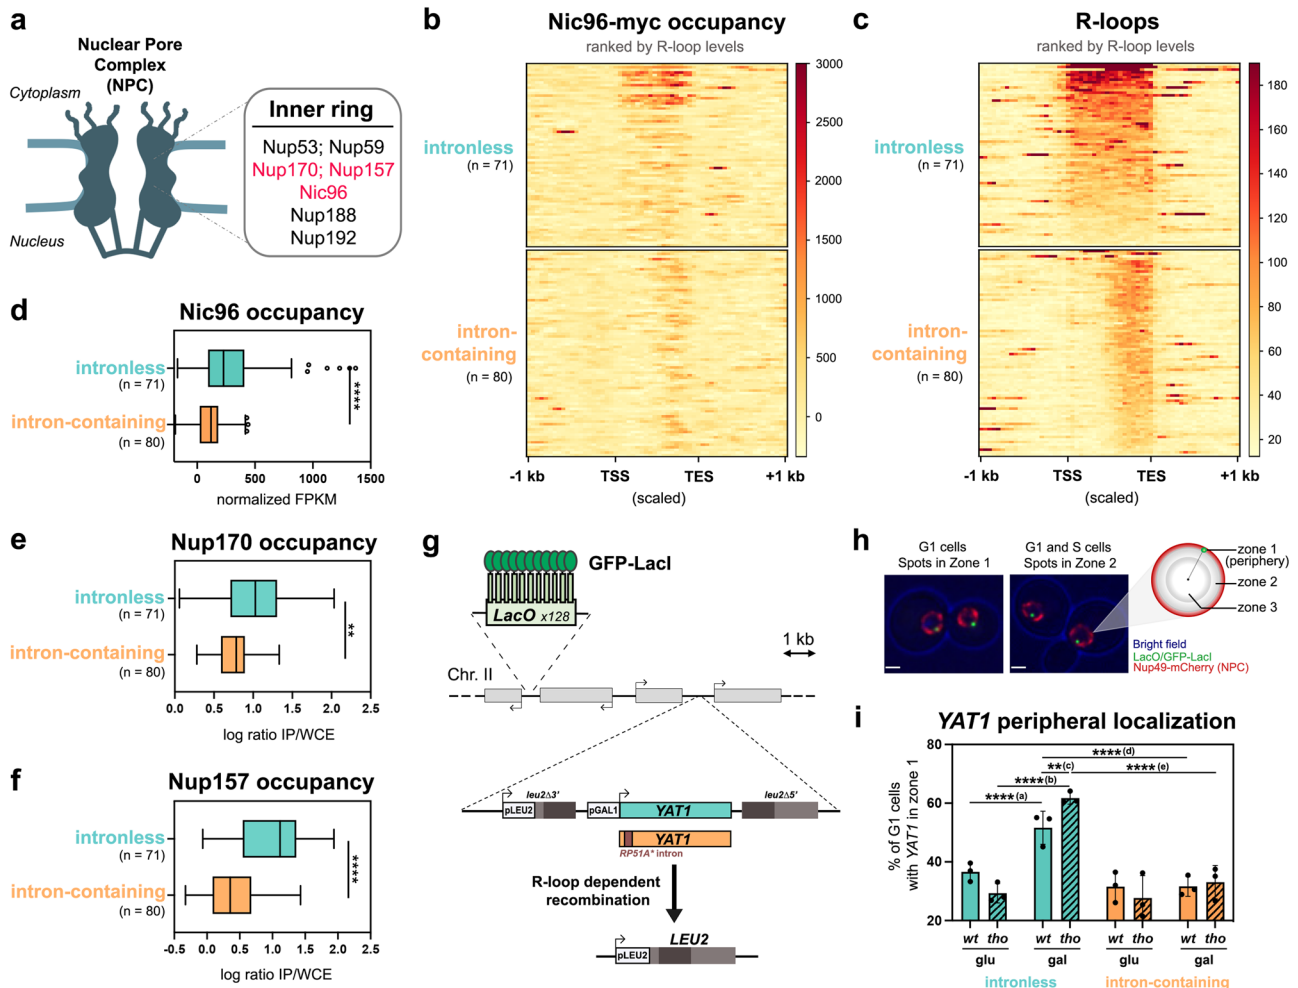 a
Nuclear Pore
Complex
(NPC)
Cytoplasm
Nucleus
Inner ring
Nup53; Nup59
Nup170; Nup157
Nic96
Nup188
Nup192
b
Nic96-myc occupancy
ranked by R-loop levels
intronless
(n = 71)
intron-
containing
(n = 80)
3000
2500
2000
1500
1000
500
0
-1 kb
TSS
TES
+1 kb
(scaled)
c
R-loops
ranked by R-loop levels
intronless
(n = 71)
intron-
containing
(n = 80)
180
160
140
120
100
80
60
40
20
-1 kb
TSS
TES
+1 kb
(scaled)
d
Nic96 occupancy
intronless
(n = 71)
intron-containing
(n = 80)
****
0 500 1000 1500
normalized FPKM
e
Nup170 occupancy
intronless
(n = 71)
intron-containing
(n = 80)
**
0.0 0.5 1.0 1.5 2.0 2.5
log ratio IP/WCE
f
Nup157 occupancy
intronless
(n = 71)
intron-containing
(n = 80)
****
-0.5 0.0 0.5 1.0 1.5 2.0 2.5
log ratio IP/WCE
g
GFP-LacI
LacO x128
1 kb
Chr. II
leu2Δ3'
leu2Δ5'
pLEU2
pGAL1
YAT1
YAT1
RP51A* intron
R-loop dependent
recombination
LEU2
pLEU2
h
G1 cells
Spots in Zone 1
G1 and S cells
Spots in Zone 2
zone 1
(periphery)
zone 2
zone 3
Bright field
LacO/GFP-LacI
Nup49-mCherry (NPC)
i
YAT1 peripheral localization
% of G1 cells
with YAT1 in zone 1
80
60
40
20
****(d)
**(c)
****(e)
****(b)
****(a)
wt tho wt tho wt tho wt tho
glu gal glu gal
intronless intron-containing